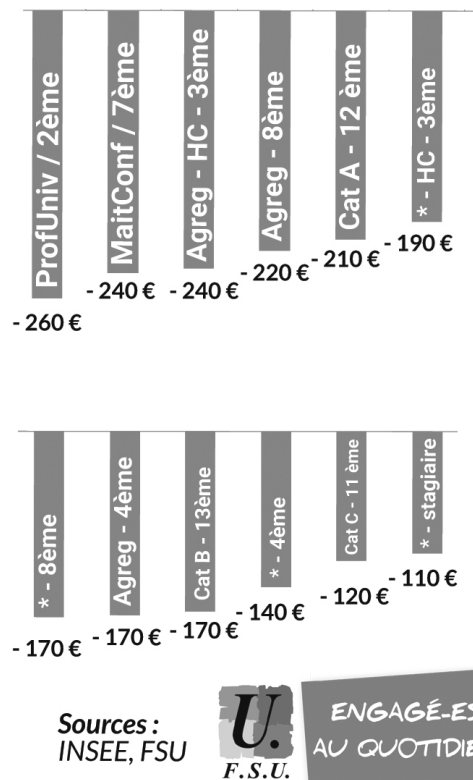 ProfUniv / 2ème
MaitConf / 7ème
Agreg - HC - 3ème
Agreg - 8ème
Cat A - 12 ème
* - HC - 3ème
- 260 €
- 240 €
- 240 €
- 220 €
- 210 €
- 190 €
* - 8ème
Agreg - 4ème
Cat B - 13ème
* - 4ème
Cat C - 11 ème
* - stagiaire
- 170 €
- 170 €
- 170 €
- 140 €
- 120 €
- 110 €
Sources :
INSEE, FSU
U.
F.S.U.
ENGAGÉ-ES
AU QUOTIDIE